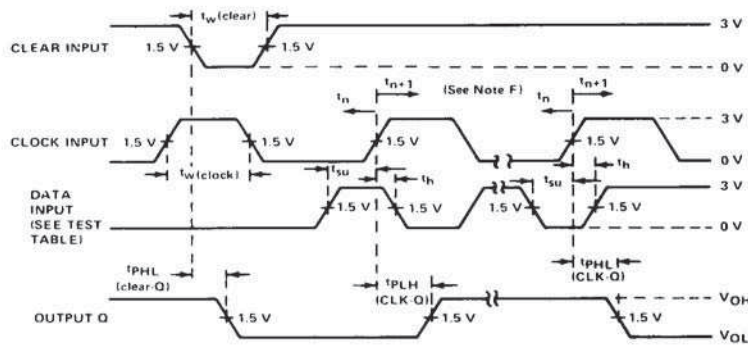 tw(clear)
3 V
CLEAR INPUT
1.5 V
1.5 V
0 V
tn
tn+1
(See Note F)
tn
tn+1
3 V
CLOCK INPUT
1.5 V
1.5 V
1.5 V
1.5 V
0 V
tw(clock)
tsu
th
tsu
th
3 V
DATA
INPUT
(SEE TEST
TABLE)
1.5 V
1.5 V
1.5 V
1.5 V
0 V
tPHL
(clear-Q)
tPLH
(CLK-Q)
tPHL
(CLK-Q)
VOH
OUTPUT Q
1.5 V
1.5 V
1.5 V
VOL